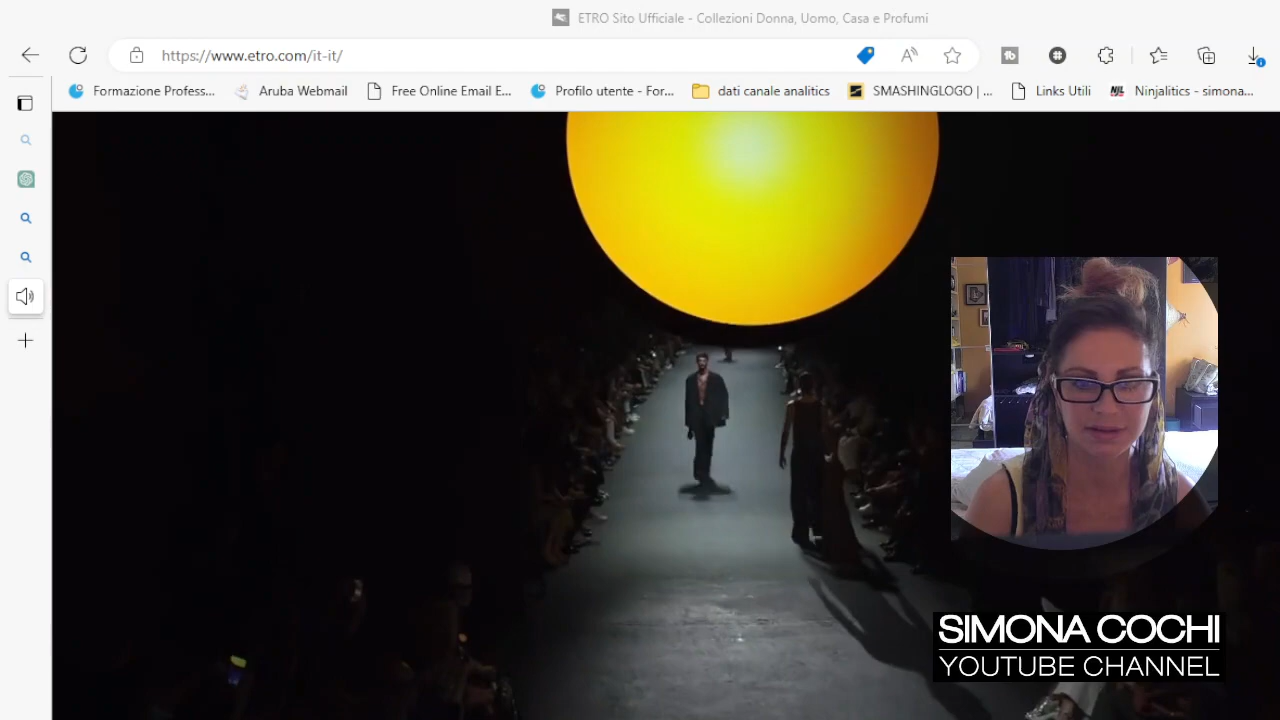 ETRO Sito Ufficiale - Collezioni Donna, Uomo, Casa e Profumi
https://www.etro.com/it-it/
Formazione Profess... Aruba Webmail Free Online Email E... Profilo utente - For... dati canale analitics SMASHINGLOGO | ... Links Utili NJL Ninjalitics - simona...
SIMONA COCHI
YOUTUBE CHANNEL